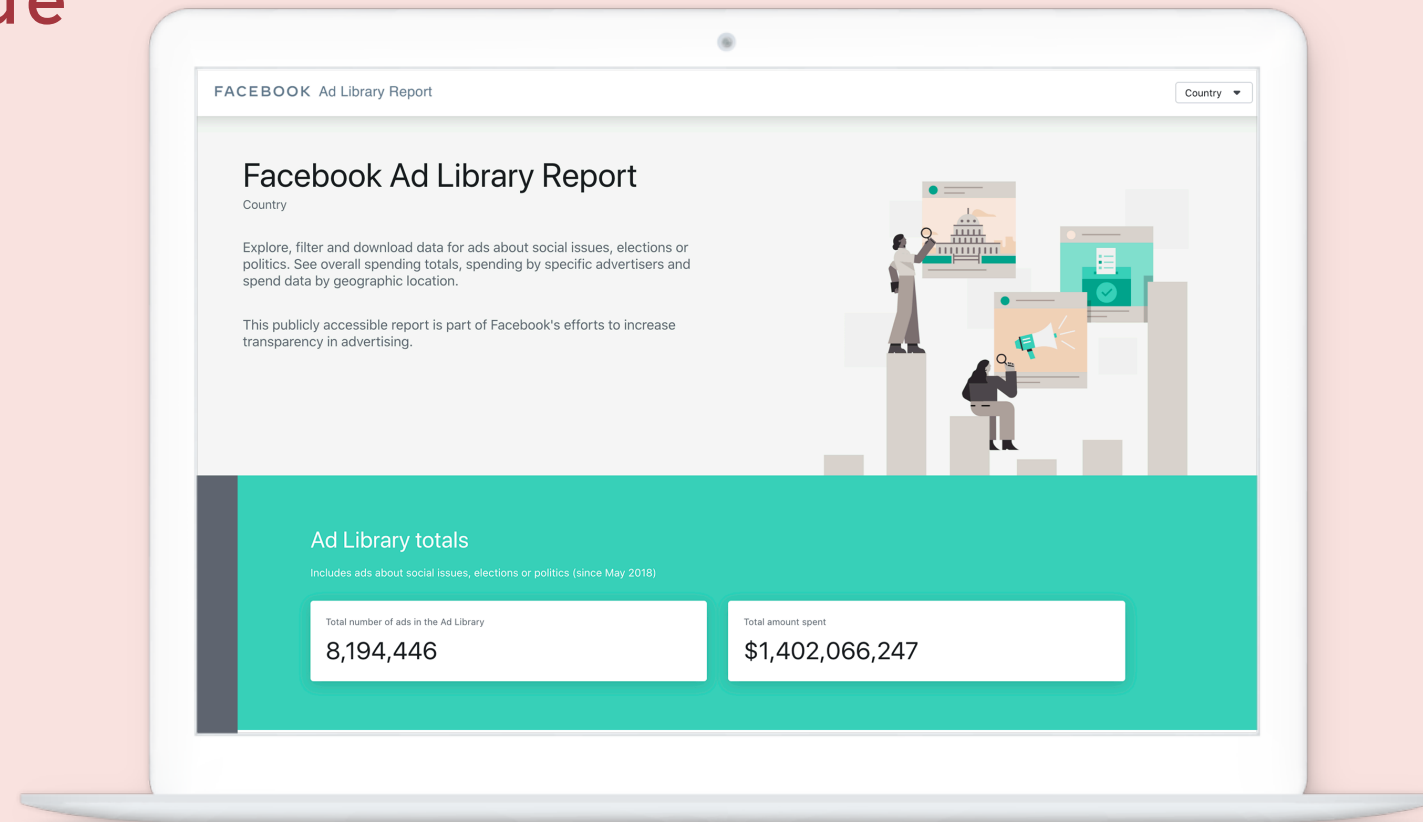 FACEBOOK Ad Library Report
Country
Facebook Ad Library Report
Country
Explore, filter and download data for ads about social issues, elections or
politics. See overall spending totals, spending by specific advertisers and
spend data by geographic location.
This publicly accessible report is part of Facebook's efforts to increase
transparency in advertising.
Ad Library totals
Includes ads about social issues, elections or politics (since May 2018)
Total number of ads in the Ad Library
8,194,446
Total amount spent
$1,402,066,247